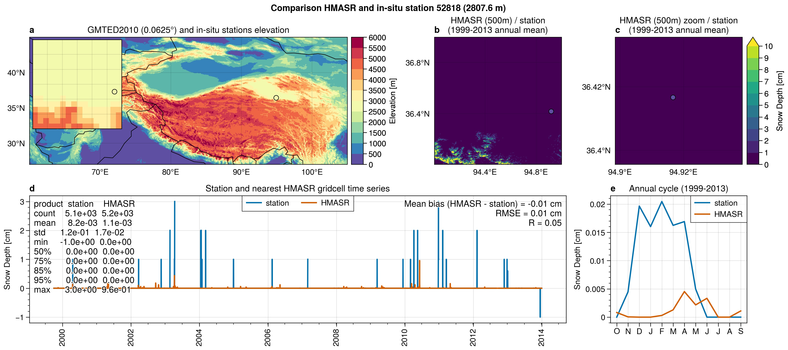 Comparison HMASR and in-situ station 52818 (2807.6 m)
a
GMTED2010 (0.0625°) and in-situ stations elevation
40°N
35°N
30°N
70°E
80°E
90°E
100°E
6000
5500
5000
4500
4000
3500
3000
2500
2000
1500
1000
500
0
Elevation [m]
b
HMASR (500m) / station
(1999-2013 annual mean)
36.8°N
36.4°N
94.4°E
94.8°E
c
HMASR (500m) zoom / station
(1999-2013 annual mean)
36.42°N
36.4°N
94.9°E
94.92°E
10
9
8
7
6
5
4
3
2
1
0
Snow Depth [cm]
d
Station and nearest HMASR gridcell time series
station
HMASR
Mean bias (HMASR - station) = -0.01 cm
RMSE = 0.01 cm
R = 0.05
product station HMASR
count 5.1e+03 5.2e+03
mean 8.2e-03 1.1e-03
std 1.2e-01 1.7e-02
min -1.0e+00 0.0e+00
50% 0.0e+00 0.0e+00
75% 0.0e+00 0.0e+00
85% 0.0e+00 0.0e+00
95% 0.0e+00 0.0e+00
max 3.0e+00 9.6e-01
3
2
1
0
−1
Snow Depth [cm]
2000
2002
2004
2006
2008
2010
2012
2014
e
Annual cycle (1999-2013)
station
HMASR
0.02
0.015
0.01
0.005
0
Snow Depth [cm]
O N D J F M A M J J A S